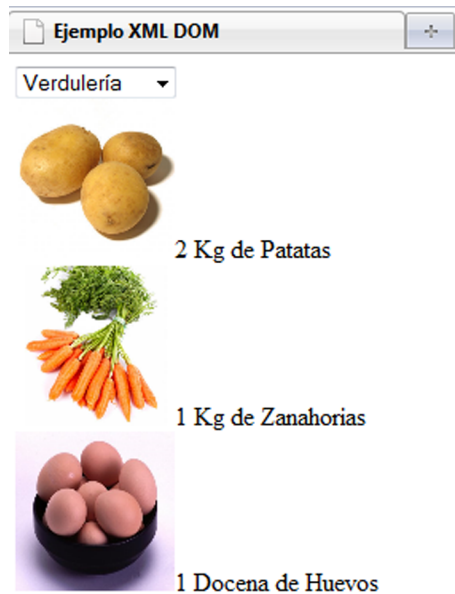 Ejemplo XML DOM
Verdulería
2 Kg de Patatas
1 Kg de Zanahorias
1 Docena de Huevos